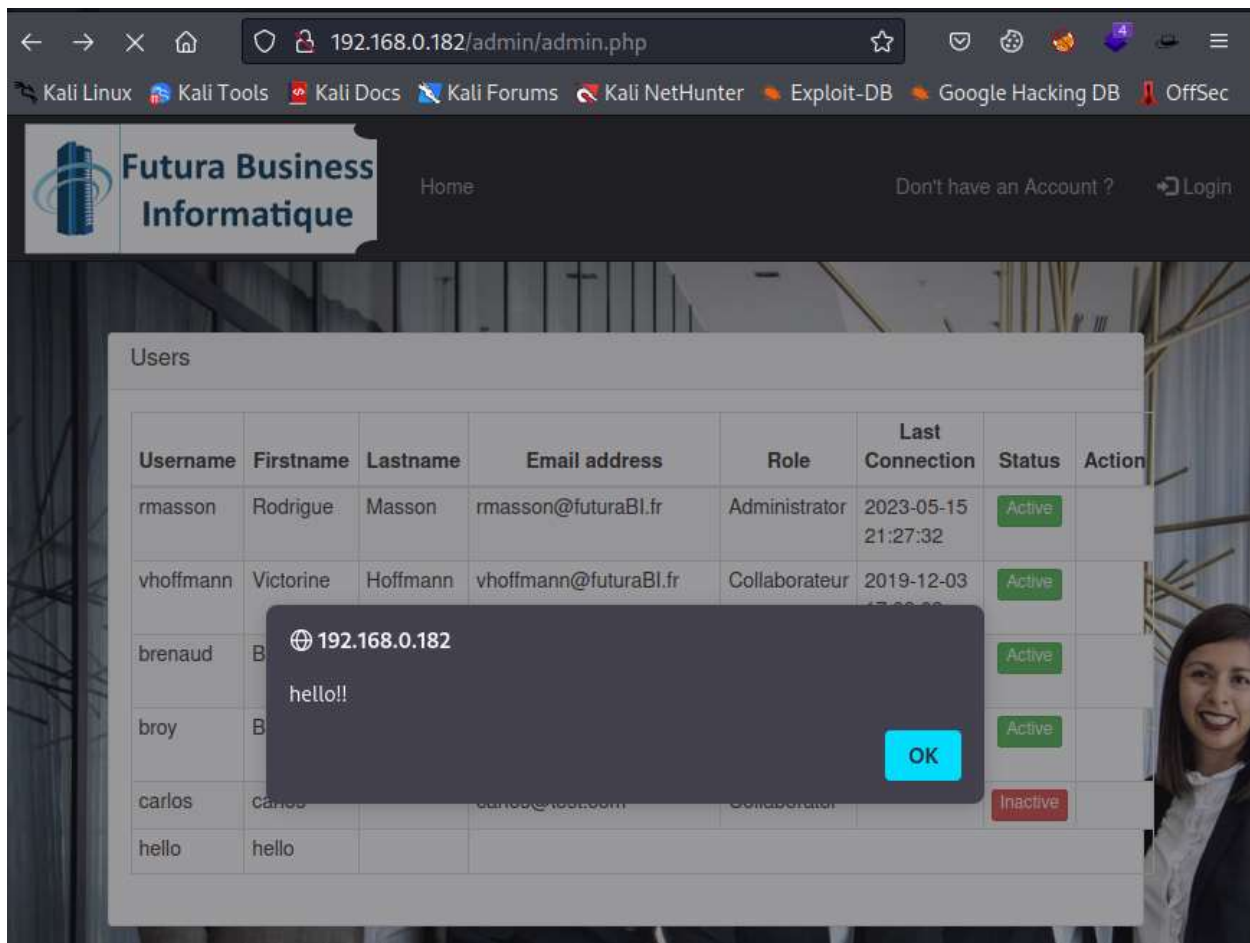 192.168.0.182/admin/admin.php
4
Kali Linux Kali Tools Kali Docs Kali Forums Kali NetHunter Exploit-DB Google Hacking DB OffSec
Futura Business
Informatique
Home Don't have an Account ? Login
Users
Username Firstname Lastname Email address Role Last Connection Status Action
rmasson Rodrigue Masson rmasson@futuraBI.fr Administrator 2023-05-15 21:27:32 Active
vhoffmann Victorine Hoffmann vhoffmann@futuraBI.fr Collaborateur 2019-12-03 Active
192.168.0.182
brenaud B Active
hello!!
broy B Active
OK
carlos Inactive
hello hello